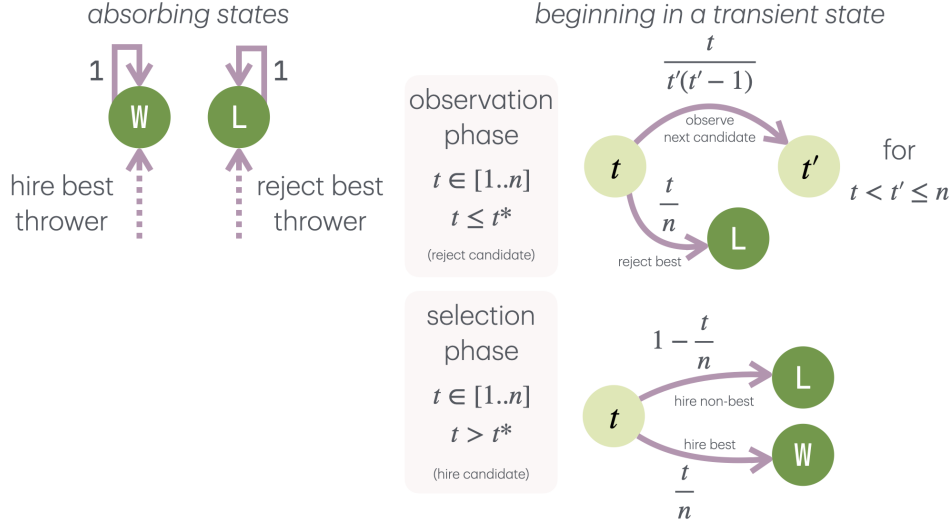 absorbing states
1
1
W
L
hire best
thrower
reject best
thrower
beginning in a transient state
observation
phase
t ∈ [1..n]
t ≤ t*
(reject candidate)
t
t′(t′ − 1)
observe
next candidate
t
t′
for
t < t′ ≤ n
t
n
L
reject best
selection
phase
t ∈ [1..n]
t > t*
(hire candidate)
1 − t
n
L
hire non-best
t
hire best
W
t
n